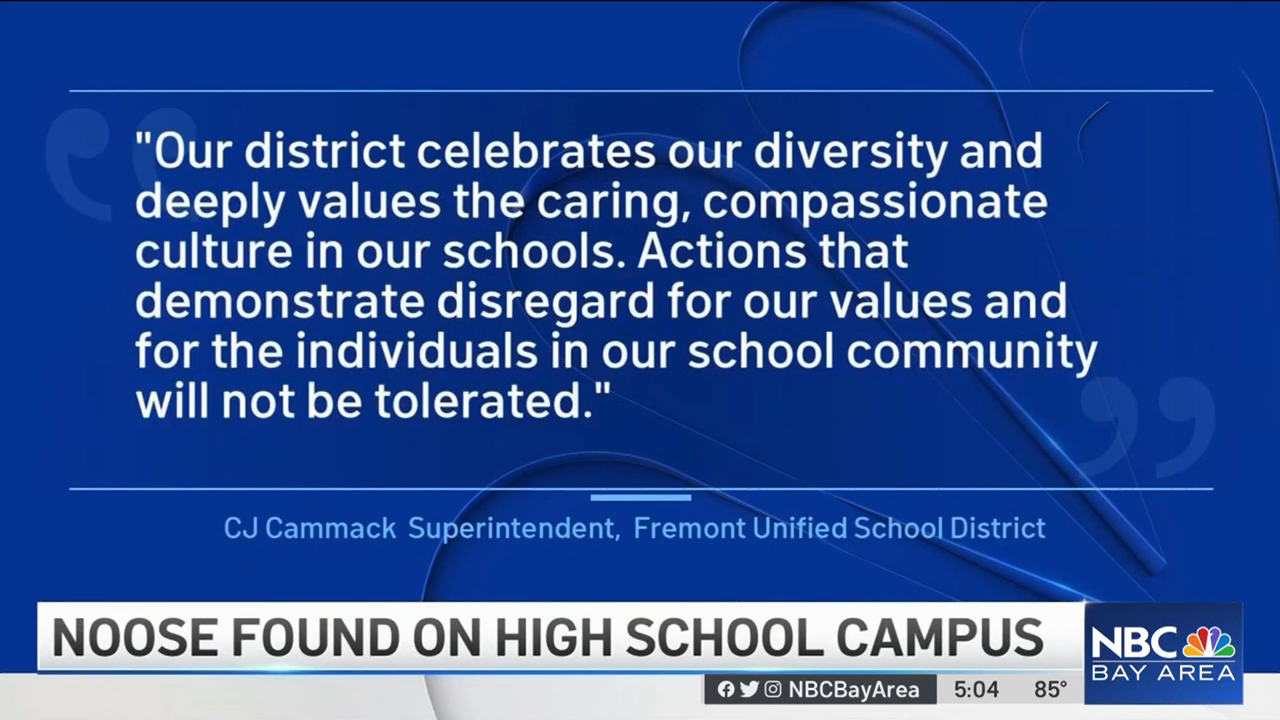 "Our district celebrates our diversity and
deeply values the caring, compassionate
culture in our schools. Actions that
demonstrate disregard for our values and
for the individuals in our school community
will not be tolerated."
CJ Cammack Superintendent, Fremont Unified School District
NOOSE FOUND ON HIGH SCHOOL CAMPUS
NBC
BAY AREA
NBCBayArea 5:04 85°